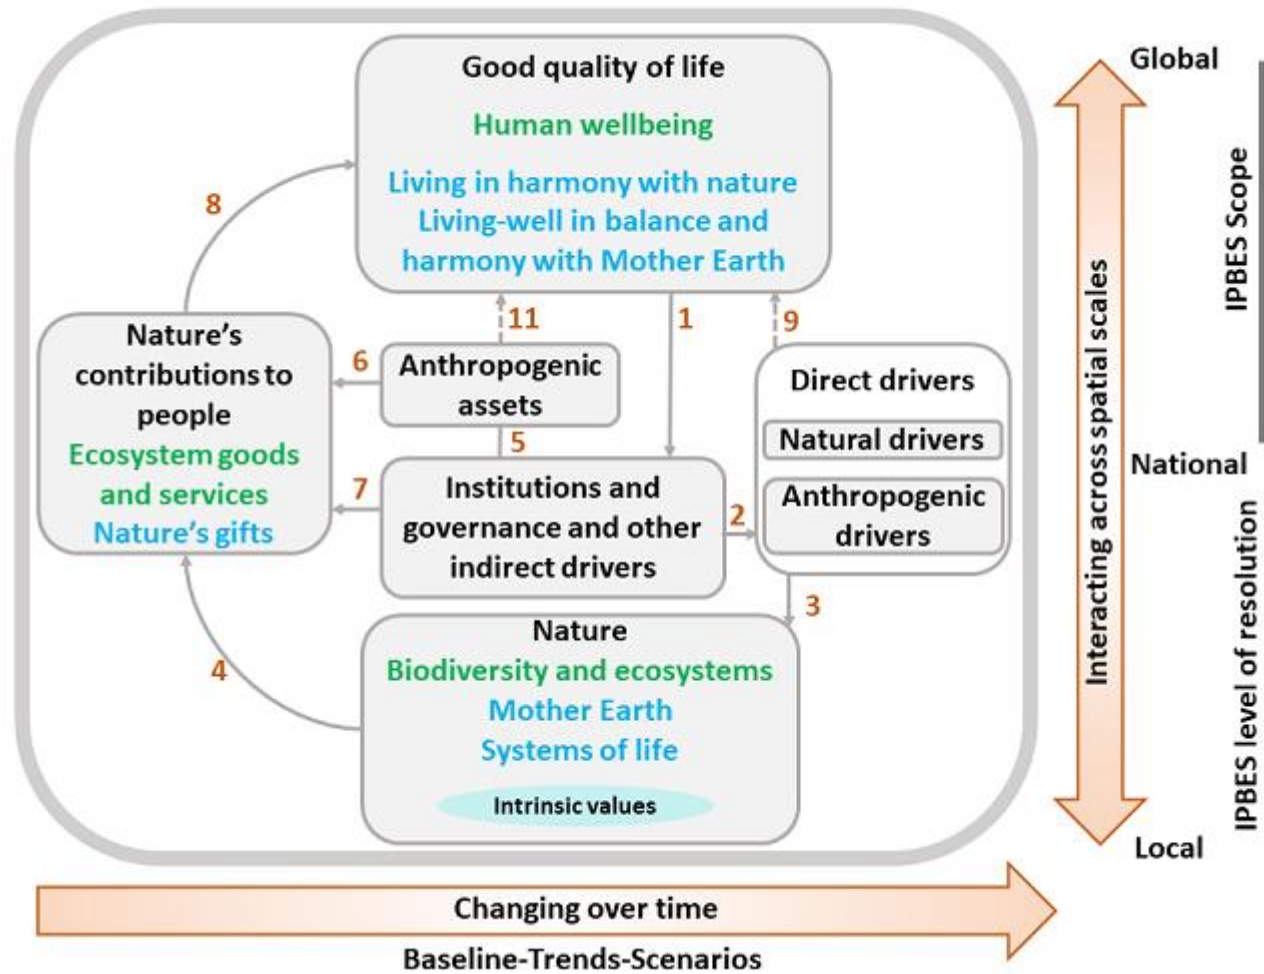 Good quality of life
Human wellbeing
Living in harmony with nature
Living-well in balance and
harmony with Mother Earth
8
11
1
9
Nature's
contributions to
people
Ecosystem goods
and services
Nature's gifts
6
Anthropogenic
assets
5
7
Institutions and
governance and other
indirect drivers
2
Direct drivers
Natural drivers
Anthropogenic
drivers
3
4
Nature
Biodiversity and ecosystems
Mother Earth
Systems of life
Intrinsic values
Global
National
Local
Interacting across spatial scales
IPBES Scope
IPBES level of resolution
Changing over time
Baseline-Trends-Scenarios